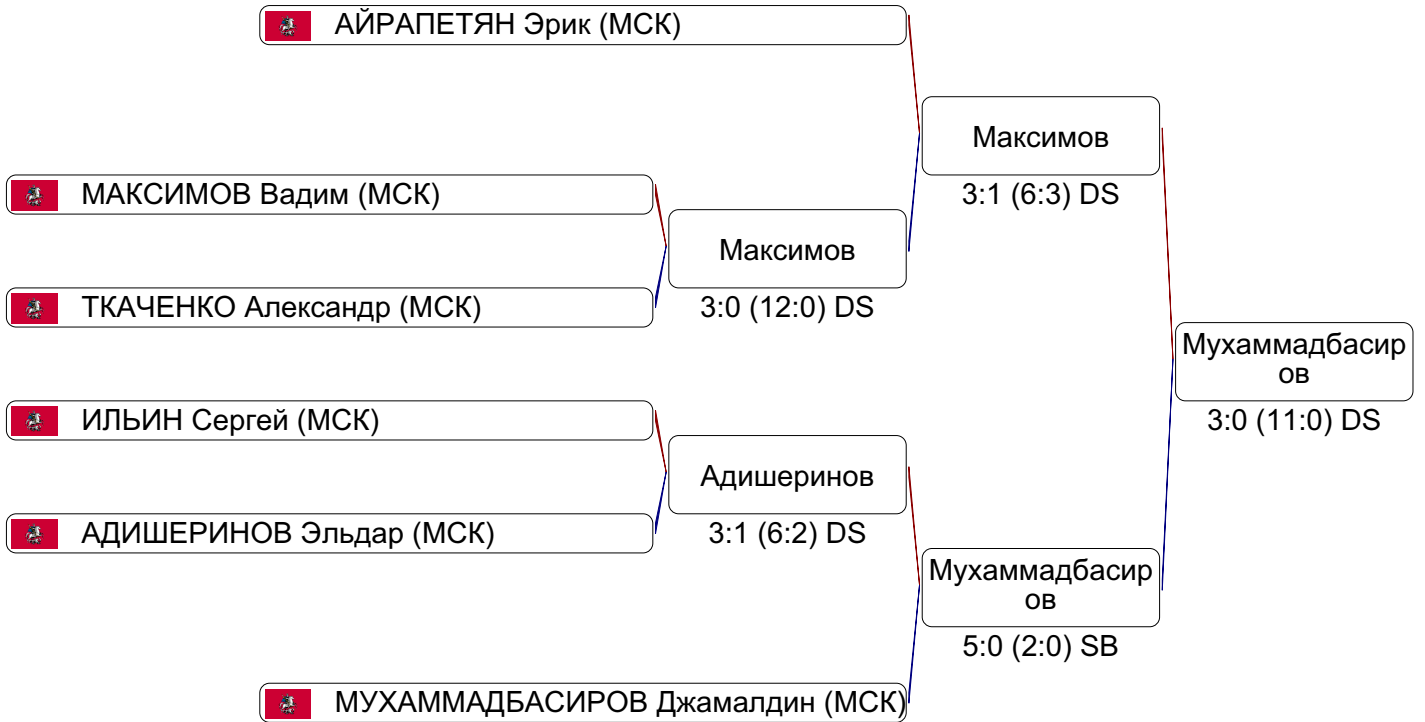 АЙРАПЕТЯН Эрик (МСК)
Максимов
3:1 (6:3) DS
МАКСИМОВ Вадим (МСК)
Максимов
3:0 (12:0) DS
ТКАЧЕНКО Александр (МСК)
Мухаммадбасир
ов
3:0 (11:0) DS
ИЛЬИН Сергей (МСК)
Адишеринов
3:1 (6:2) DS
АДИШЕРИНОВ Эльдар (МСК)
Мухаммадбасир
ов
5:0 (2:0) SB
МУХАММАДБАСИРОВ Джамалдин (МСК)